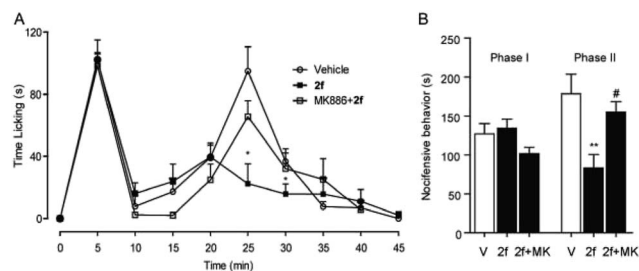 A
120
80
40
0
Time Licking (s)
Vehicle
2f
MK886+2f
*
*
0 5 10 15 20 25 30 35 40 45
Time (min)
B
Phase I Phase II
250
200
150
100
50
0
Nocifensive behavior (s)
**
#
V 2f 2f+MK V 2f 2f+MK